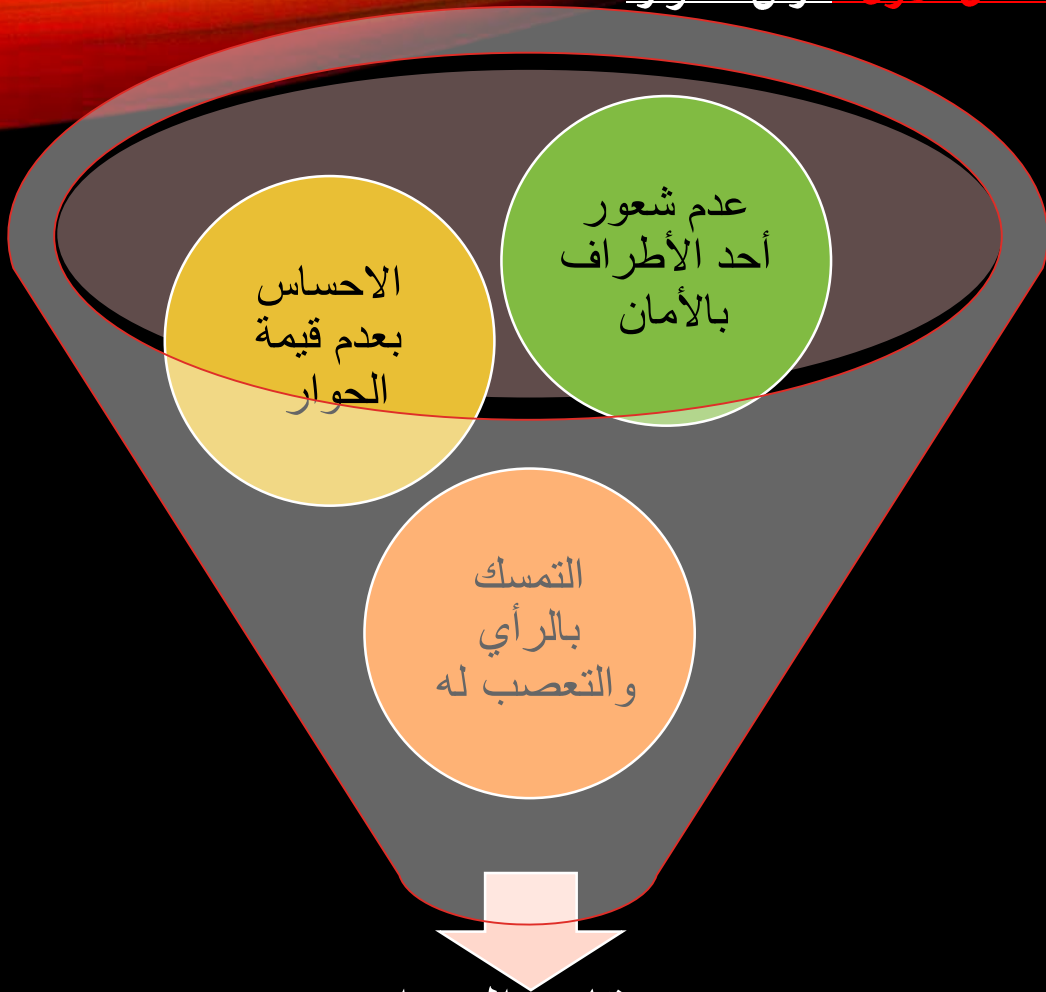 عدم شعور
أحد الأطراف
بالأمان
الاحساس
بعدم قيمة
الحوار
التمسك
بالرأي
والتعصب له